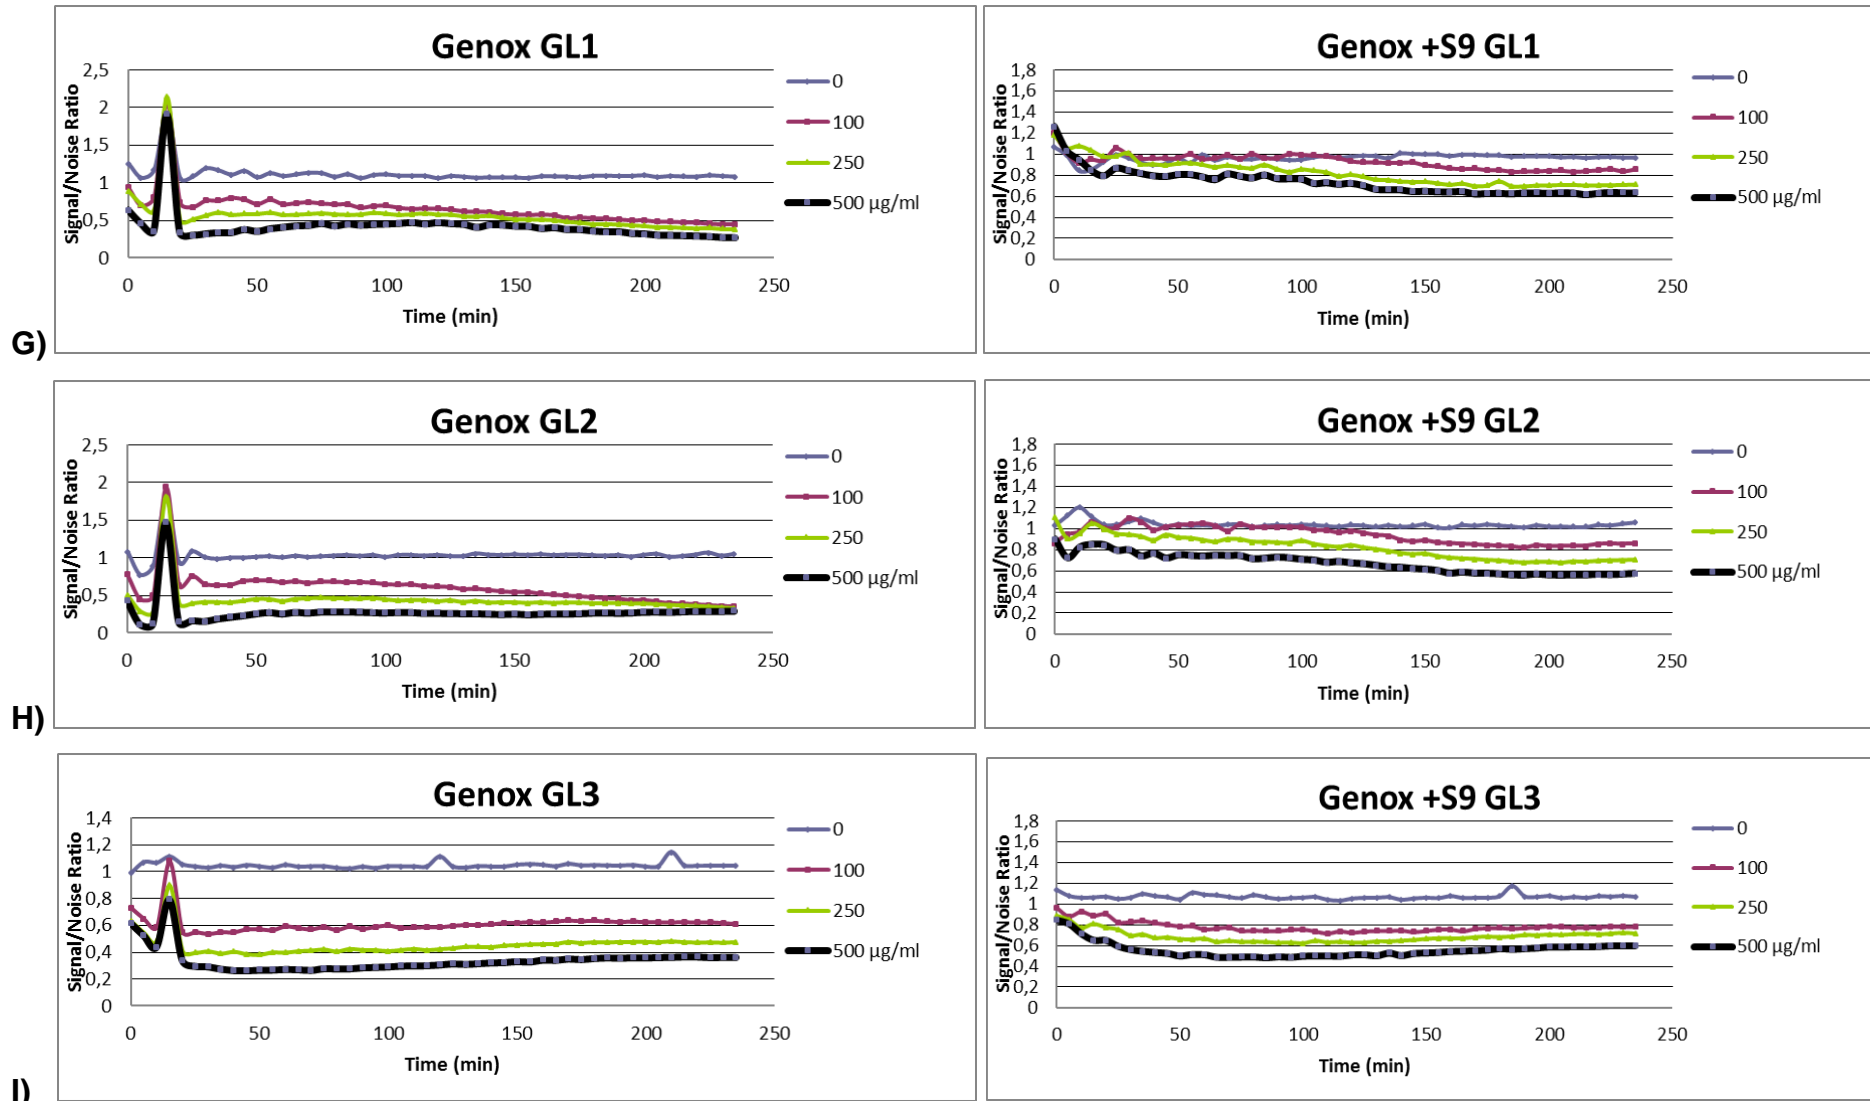 Genox GL1
Signal/Noise Ratio
2,5
2
1,5
1
0,5
0
0 50 100 150 200 250
Time (min)
0
100
250
500 µg/ml
Genox +S9 GL1
Signal/Noise Ratio
1,8
1,6
1,4
1,2
1
0,8
0,6
0,4
0,2
0
0 50 100 150 200 250
Time (min)
0
100
250
500 µg/ml
G)
Genox GL2
Signal/Noise Ratio
2,5
2
1,5
1
0,5
0
0 50 100 150 200 250
Time (min)
0
100
250
500 µg/ml
Genox +S9 GL2
Signal/Noise Ratio
1,8
1,6
1,4
1,2
1
0,8
0,6
0,4
0,2
0
0 50 100 150 200 250
Time (min)
0
100
250
500 µg/ml
H)
Genox GL3
Signal/Noise Ratio
1,4
1,2
1
0,8
0,6
0,4
0,2
0
0 50 100 150 200 250
Time (min)
0
100
250
500 µg/ml
Genox +S9 GL3
Signal/Noise Ratio
1,8
1,6
1,4
1,2
1
0,8
0,6
0,4
0,2
0
0 50 100 150 200 250
Time (min)
0
100
250
500 µg/ml
I)